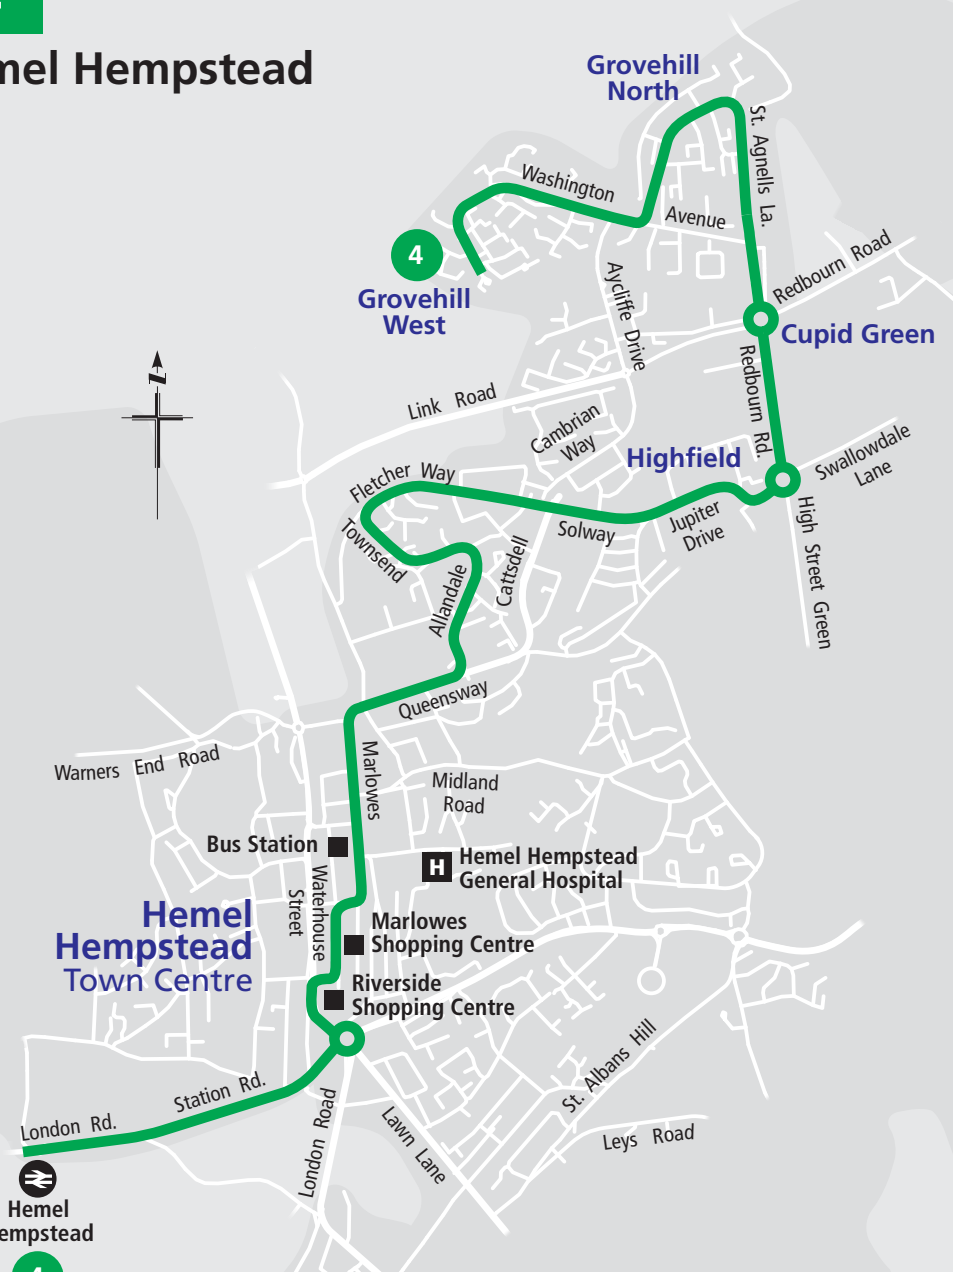 mel Hempstead
Grovehill
North
St. Agnells La.
Washington
Avenue
4
Grovehill
West
Redbourn Road
Aycliffe Drive
Cupid Green
Redbourn Rd.
Link Road
Cambrian
Way
Highfield
Swallowdale
Lane
Fletcher Way
Townsend
Solway
Jupiter
Drive
High Street Green
Cattsdell
Allandale
Queensway
Warners End Road
Marlowes
Midland
Road
Bus Station
H
Hemel Hempstead
General Hospital
Waterhouse
Street
Hemel
Hempstead
Town Centre
Marlowes
Shopping Centre
Riverside
Shopping Centre
St. Albans Hill
Station Rd.
London Rd.
London Road
Lawn Lane
Leys Road
Hemel
empstead